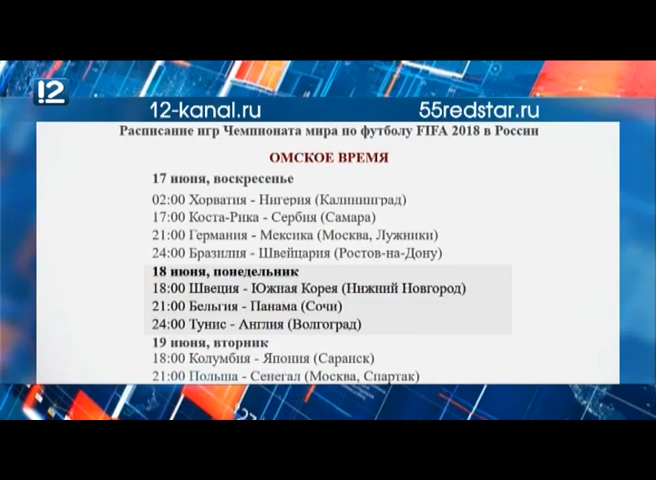 12
12-kanal.ru 55redstar.ru
Расписание игр Чемпионата мира по футболу FIFA 2018 в России
ОМСКОЕ ВРЕМЯ
17 июня, воскресенье
02:00 Хорватия - Нигерия (Калининград)
17:00 Коста-Рика - Сербия (Самара)
21:00 Германия - Мексика (Москва, Лужники)
24:00 Бразилия - Швейцария (Ростов-на-Дону)
18 июня, понедельник
18:00 Швеция - Южная Корея (Нижний Новгород)
21:00 Бельгия - Панама (Сочи)
24:00 Тунис - Англия (Волгоград)
19 июня, вторник
18:00 Колумбия - Япония (Саранск)
21:00 Польша - Сенегал (Москва, Спартак)